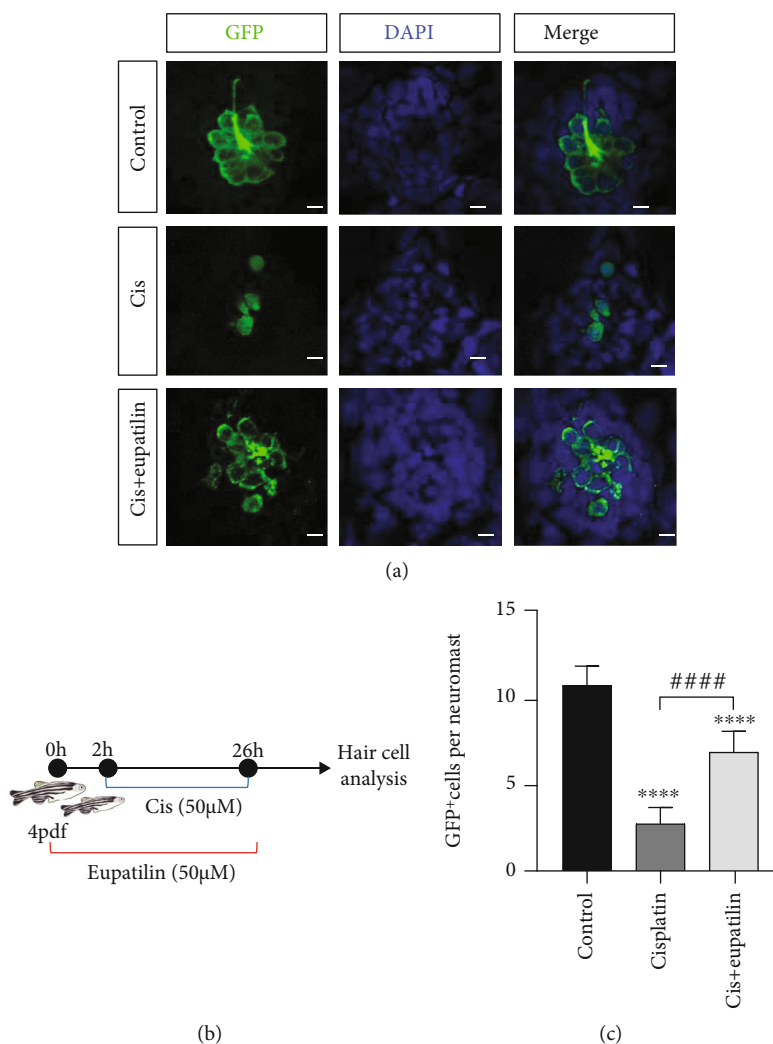 GFP
DAPI
Merge
Control
Cis
Cis+eupatilin
(a)
0h
2h
26h
Hair cell
analysis
Cis (50μM)
4pdf
Eupatilin (50μM)
(b)
15
10
5
0
GFP⁺cells per neuromast
####
****
****
Control
Cisplatin
Cis+eupatilin
(c)